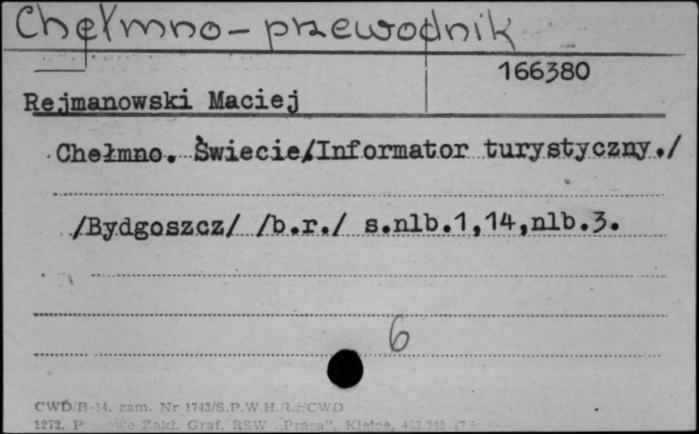 Chełmno - przewodnik
166380
Rejmanowski Maciej
Chełmno. Świecie/Informator turystyczny./
/Bydgoszcz/ /b.r./ s.nlb.1,14,nlb.3.
6
CWD/B-14. zam. Nr 1743/S.P.W.H./Lz/CWD
1272. Zakł. Graf. RSW „Prasa", Kielce,